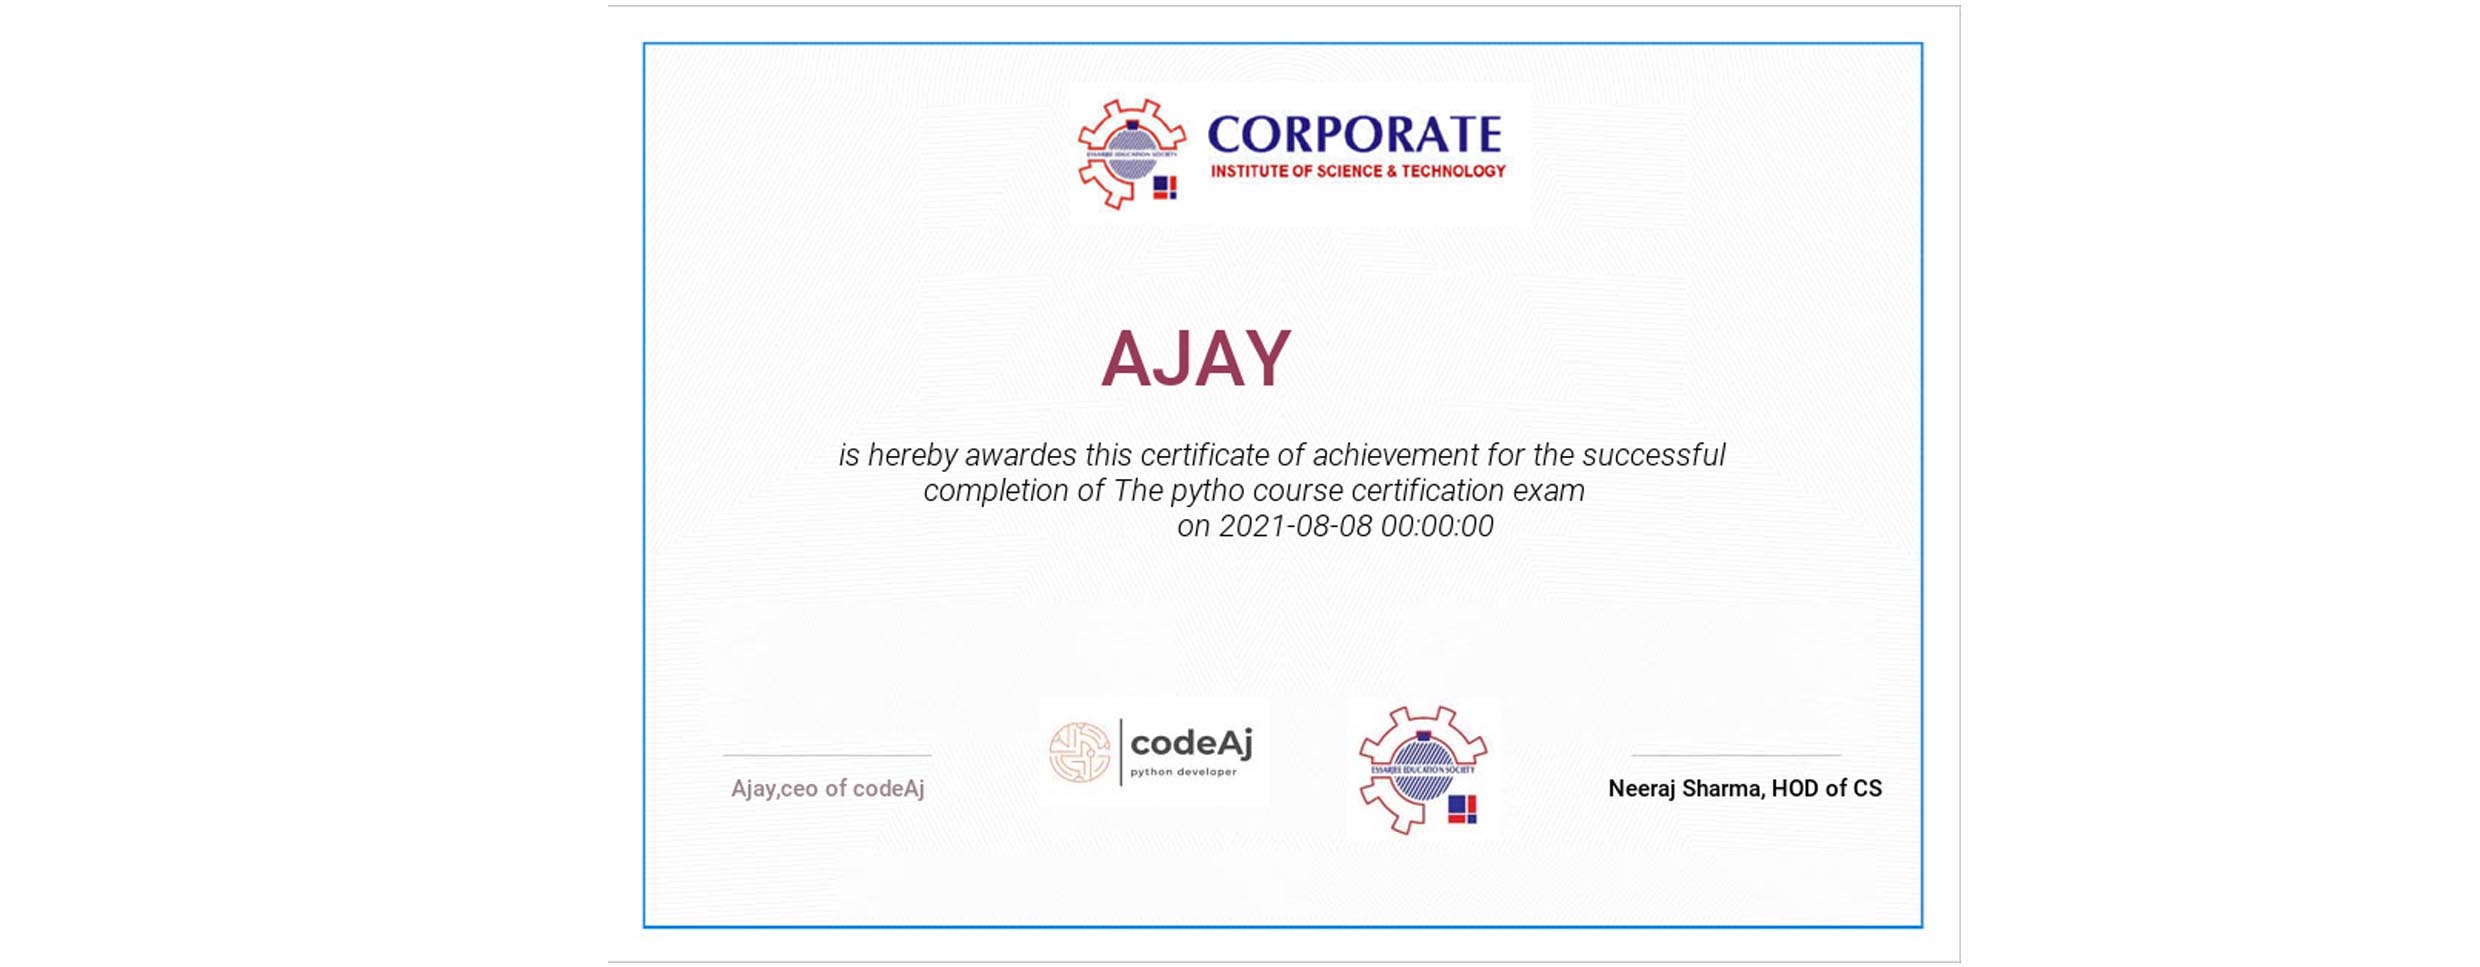 ESSARJEE EDUCATION SOCIETY
CORPORATE
INSTITUTE OF SCIENCE & TECHNOLOGY
AJAY
is hereby awardes this certificate of achievement for the successful
completion of The pytho course certification exam
on 2021-08-08 00:00:00
codeAj
python developer
ESSARJEE EDUCATION SOCIETY
Ajay,ceo of codeAj
Neeraj Sharma, HOD of CS